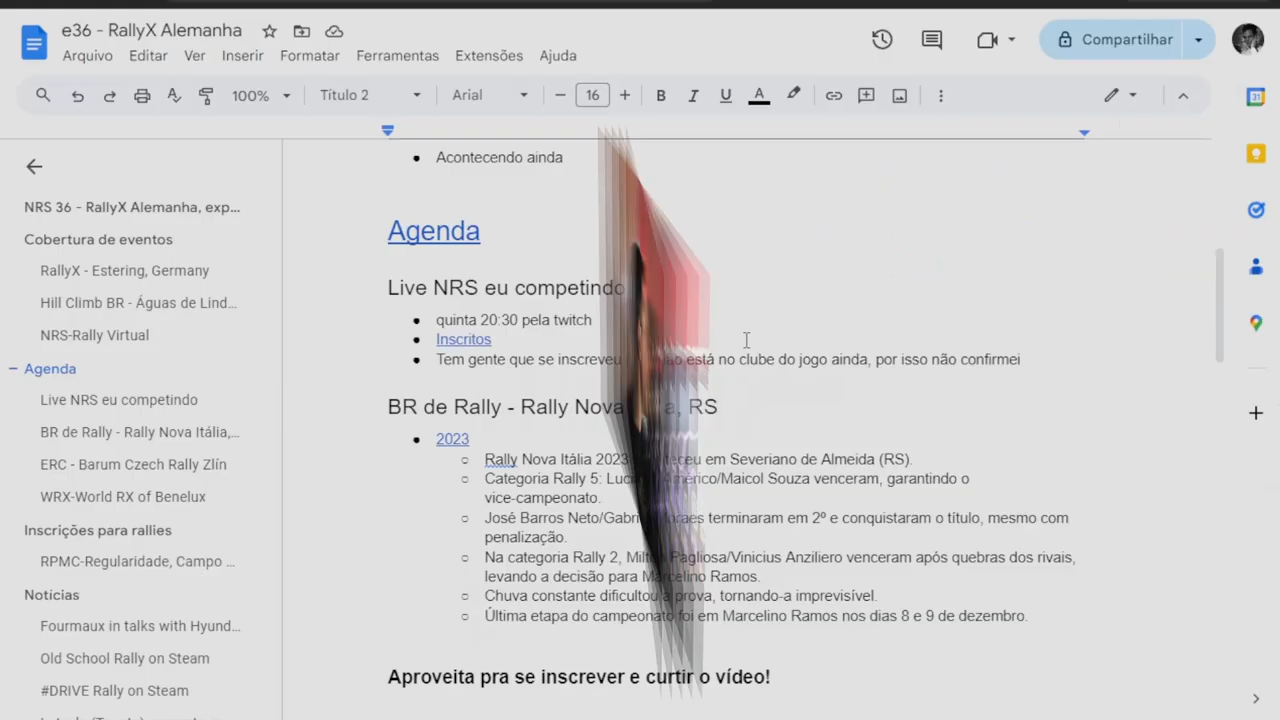 e36 - RallyX Alemanha
Arquivo Editar Ver Inserir Formatar Ferramentas Extensões Ajuda
Compartilhar
100% Título 2 Arial 16 B I U A
31
NRS 36 - RallyX Alemanha, exp...
Cobertura de eventos
RallyX - Estering, Germany
Hill Climb BR - Águas de Lind...
NRS-Rally Virtual
Agenda
Live NRS eu competindo
BR de Rally - Rally Nova Itália,...
ERC - Barum Czech Rally Zlín
WRX-World RX of Benelux
Inscrições para rallies
RPMC-Regularidade, Campo ...
Notícias
Fourmaux in talks with Hyund...
Old School Rally on Steam
#DRIVE Rally on Steam
Acontecendo ainda
Agenda
Live NRS eu competindo
quinta 20:30 pela twitch
Inscritos
Tem gente que se inscreveu está no clube do jogo ainda, por isso não confirmei
BR de Rally - Rally Nova RS
2023
Rally Nova Itália 2023 em Severiano de Almeida (RS).
Categoria Rally 5: Américo/Maicol Souza venceram, garantindo o
vice-campeonato.
José Barros Neto/Gabriel Moraes terminaram em 2º e conquistaram o título, mesmo com
penalização.
Na categoria Rally 2, Milton Pagliosa/Vinicius Anziliero venceram após quebras dos rivais,
levando a decisão para Marcelino Ramos.
Chuva constante dificultou a prova, tornando-a imprevisível.
Última etapa do campeonato foi em Marcelino Ramos nos dias 8 e 9 de dezembro.
Aproveita pra se inscrever e curtir o vídeo!